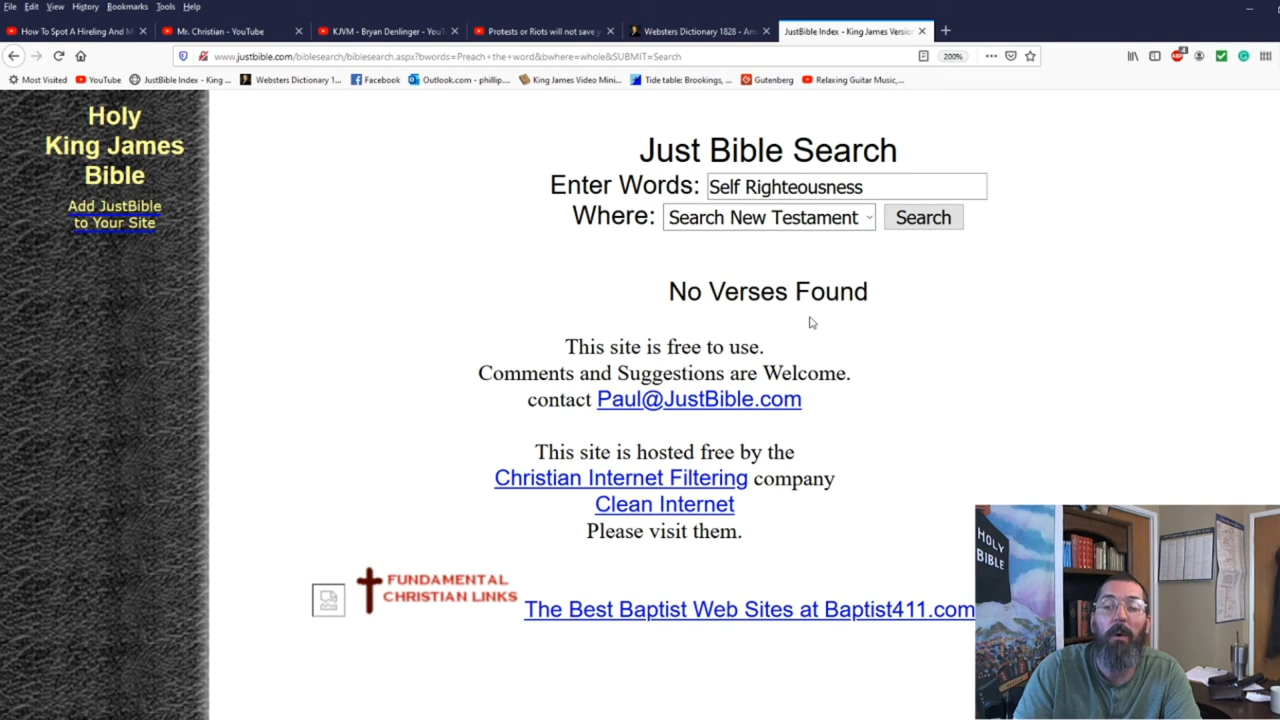 File Edit View History Bookmarks Tools Help
How To Spot A Hireling And M
Mr. Christian - YouTube
KJVM - Bryan Denlinger - YouT
Protests or Riots will not save y
Websters Dictionary 1828 - Am
JustBible Index - King James Versio
www.justbible.com/biblesearch/biblesearch.aspx?bwords=Preach+the+word&bwhere=whole&SUBMIT=Search
200%
Most Visited YouTube JustBible Index - King ... Websters Dictionary 1... Facebook Outlook.com - phillip... King James Video Mini... Tide table: Brookings, ... Gutenberg Relaxing Guitar Music,...
Holy
King James
Bible
Add JustBible
to Your Site
Just Bible Search
Enter Words: Self Righteousness
Where: Search New Testament Search
No Verses Found
This site is free to use.
Comments and Suggestions are Welcome.
contact Paul@JustBible.com
This site is hosted free by the
Christian Internet Filtering company
Clean Internet
Please visit them.
FUNDAMENTAL
CHRISTIAN LINKS
The Best Baptist Web Sites at Baptist411.com
HOLY
BIBLE